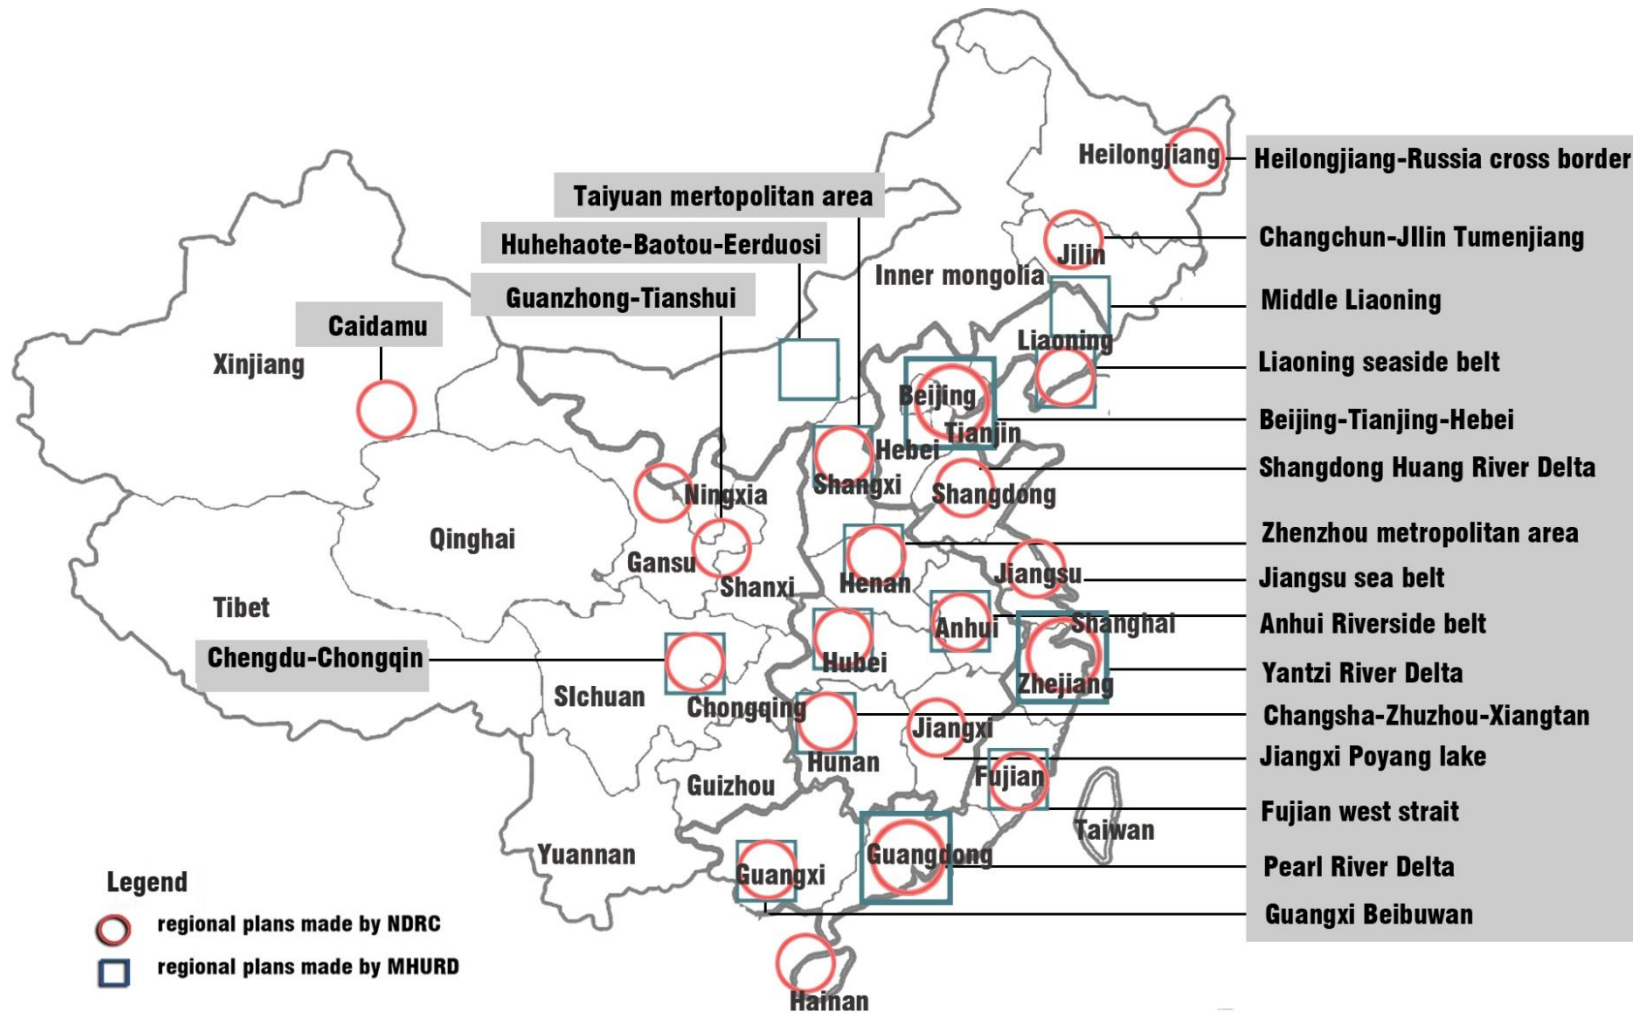 Heilongjiang
Heilongjiang-Russia cross border
Taiyuan mertopolitan area
Huhehaote-Baotou-Eerduosi
Changchun-JIlin Tumenjiang
Jilin
Inner mongolia
Guanzhong-Tianshui
Middle Liaoning
Caidamu
Liaoning
Xinjiang
Liaoning seaside belt
Beijing
Beijing-Tianjing-Hebei
Tianjin
Hebei
Shangdong Huang River Delta
Shangxi
Ningxia
Shangdong
Qinghai
Zhenzhou metropolitan area
Gansu
Shanxi
Henan
Jiangsu
Jiangsu sea belt
Tibet
Anhui
Shanghai
Anhui Riverside belt
Chengdu-Chongqin
Hubei
Zhejiang
Yantzi River Delta
SIchuan
Chongqing
Changsha-Zhuzhou-Xiangtan
Jiangxi
Hunan
Jiangxi Poyang lake
Guizhou
Fujian
Fujian west strait
Taiwan
Yuannan
Guangdong
Pearl River Delta
Guangxi
Guangxi Beibuwan
Legend
regional plans made by NDRC
regional plans made by MHURD
Hainan